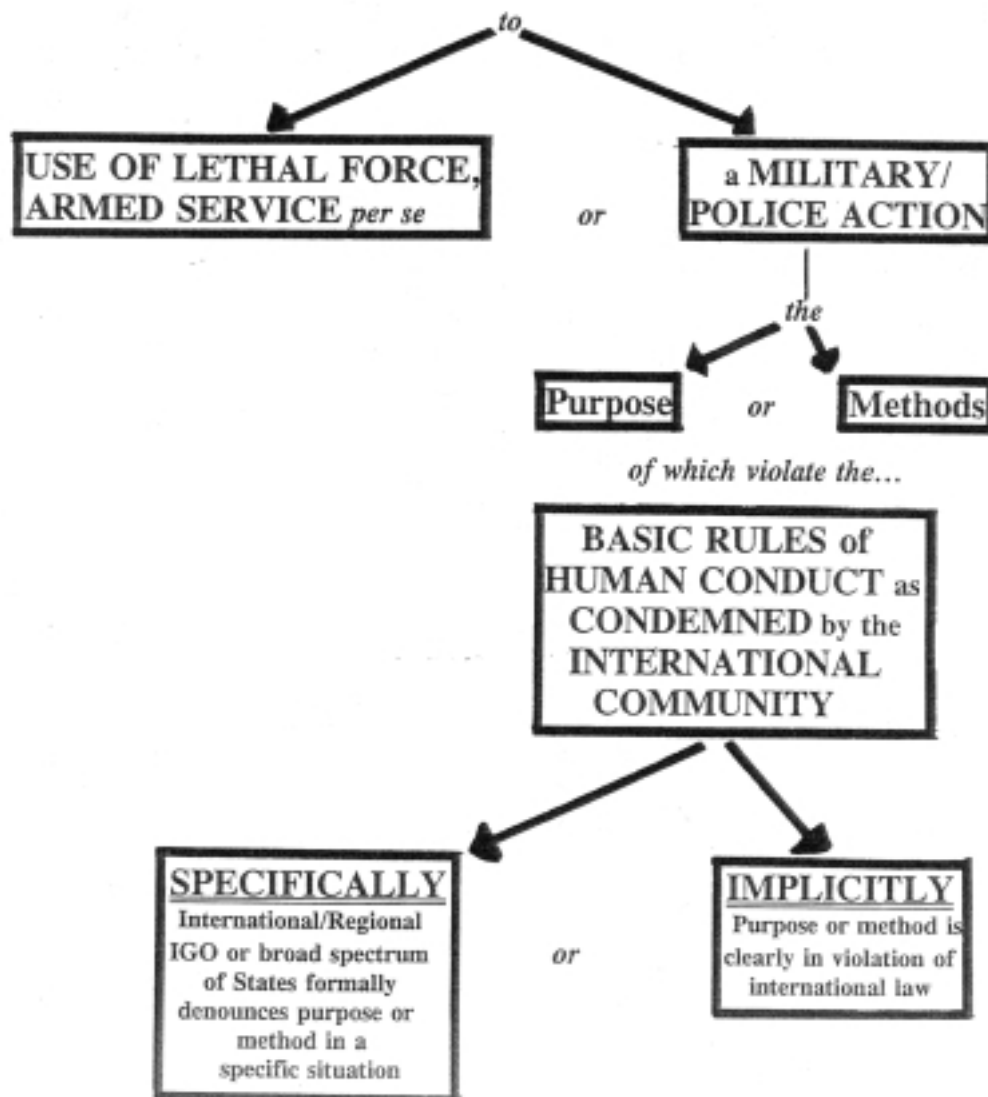 to
USE OF LETHAL FORCE,
ARMED SERVICE per se
or
a MILITARY/
POLICE ACTION
the
Purpose
or
Methods
of which violate the...
BASIC RULES of
HUMAN CONDUCT as
CONDEMNED by the
INTERNATIONAL
COMMUNITY
SPECIFICALLY
International/Regional
IGO or broad spectrum
of States formally
denounces purpose or
method in a
specific situation
or
IMPLICITLY
Purpose or method is
clearly in violation of
international law